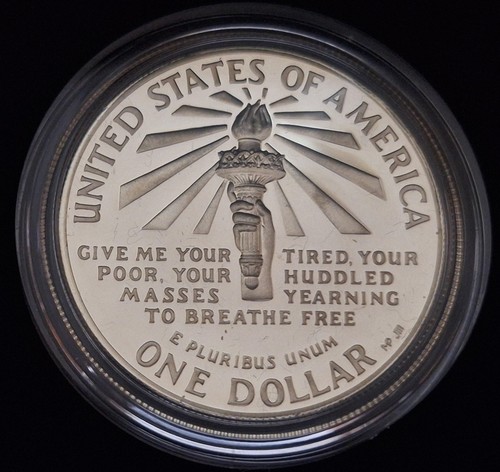 UNITED STATES OF AMERICA
GIVE ME YOUR TIRED, YOUR
POOR, YOUR HUDDLED
MASSES YEARNING
TO BREATHE FREE
E PLURIBUS UNUM
ONE DOLLAR